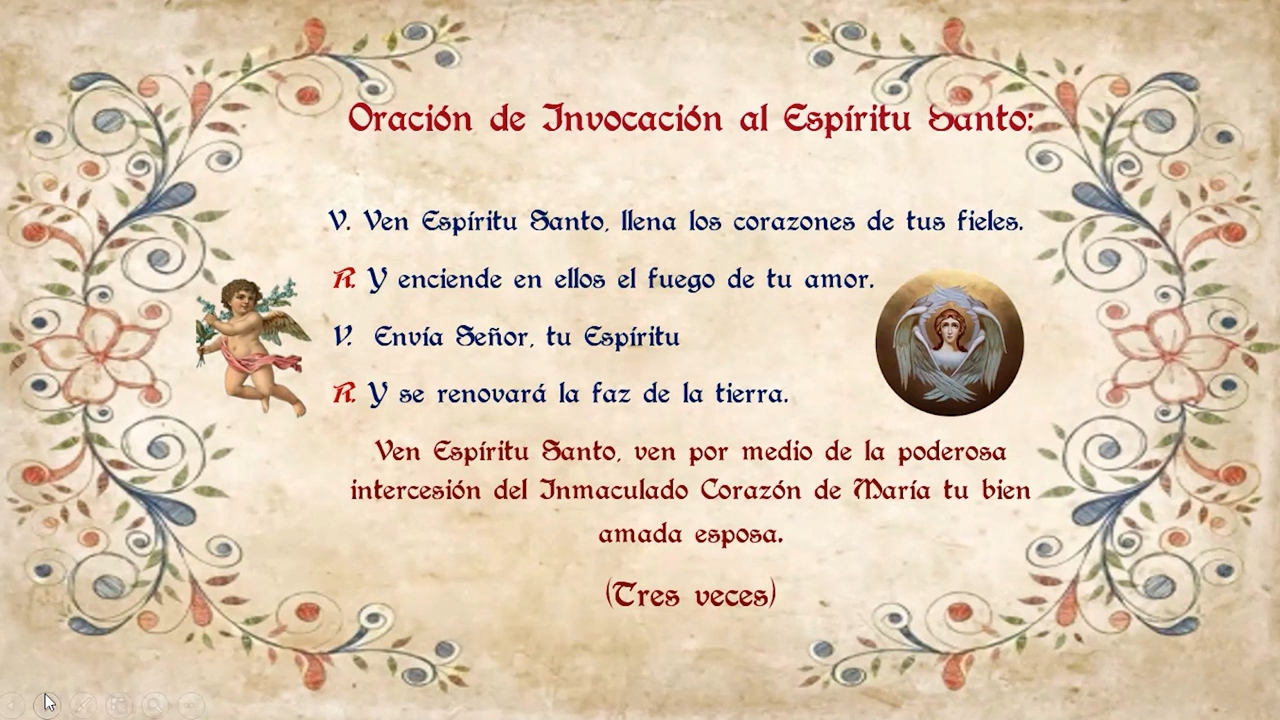 Oración de Invocación al Espíritu Santo:
V. Ven Espíritu Santo, llena los corazones de tus fieles.
R. Y enciende en ellos el fuego de tu amor.
V. Envía Señor, tu Espíritu
R. Y se renovará la faz de la tierra.
Ven Espíritu Santo, ven por medio de la poderosa
intercesión del Inmaculado Corazón de María tu bien
amada esposa.
(Tres veces)